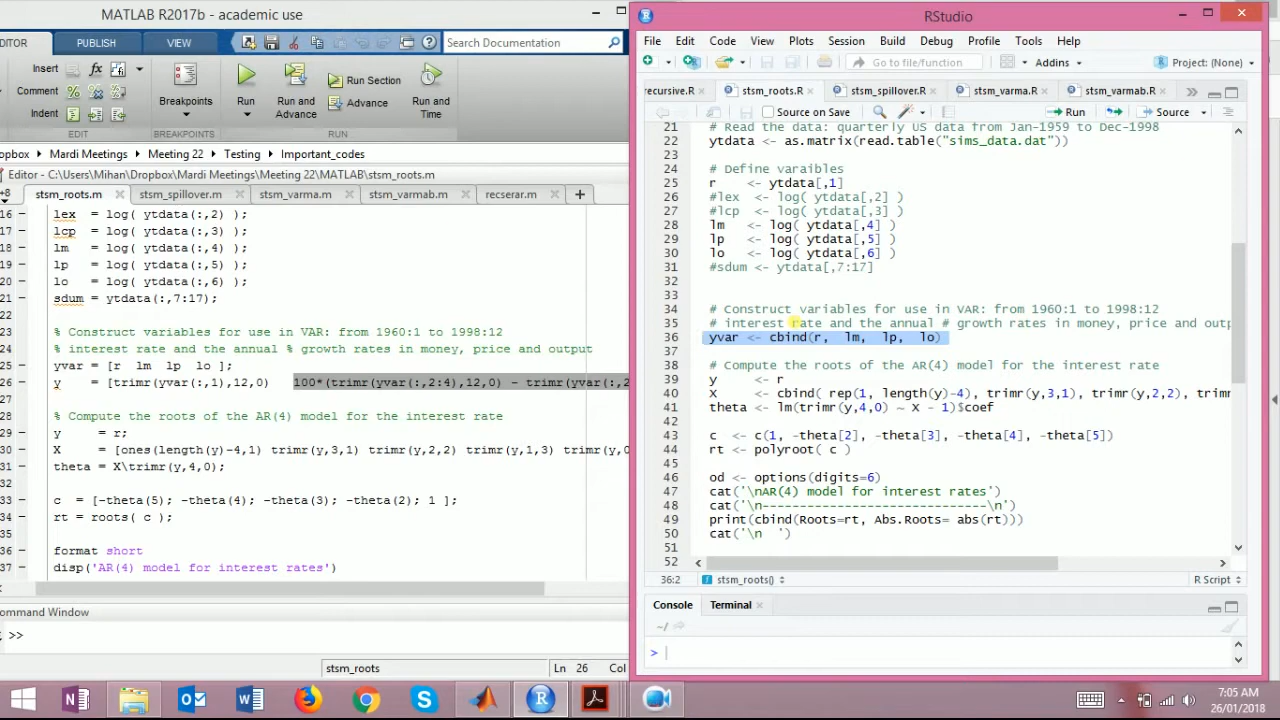 MATLAB R2017b - academic use
DITOR PUBLISH VIEW Search Documentation
Insert
Comment
Indent
Breakpoints
Run
Run and Advance
Run Section
Advance
Run and Time
EDIT BREAKPOINTS RUN
ropbox Mardi Meetings Meeting 22 Testing Important_codes
Editor - C:\Users\Mihan\Dropbox\Mardi Meetings\Meeting 22\MATLAB\stsm_roots.m
stsm_roots.m stsm_spillover.m stsm_varma.m stsm_varmab.m recserar.m
16 lex = log( ytdata(:,2) );
17 lcp = log( ytdata(:,3) );
18 lm = log( ytdata(:,4) );
19 lp = log( ytdata(:,5) );
20 lo = log( ytdata(:,6) );
21 sdum = ytdata(:,7:17);
22
23 % Construct variables for use in VAR: from 1960:1 to 1998:12
24 % interest rate and the annual % growth rates in money, price and output
25 yvar = [r lm lp lo ];
26 y = [trimr(yvar(:,1),12,0) 100*(trimr(yvar(:,2:4),12,0) - trimr(yvar(:,2
27
28 % Compute the roots of the AR(4) model for the interest rate
29 y = r;
30 X = [ones(length(y)-4,1) trimr(y,3,1) trimr(y,2,2) trimr(y,1,3) trimr(y,0
31 theta = X\trimr(y,4,0);
32
33 c = [-theta(5); -theta(4); -theta(3); -theta(2); 1 ];
34 rt = roots( c );
35
36 format short
37 disp('AR(4) model for interest rates')
ommand Window
>>
stsm_roots Ln 26 Col
RStudio
File Edit Code View Plots Session Build Debug Profile Tools Help
Go to file/function Addins Project: (None)
recursive.R stsm_roots.R stsm_spillover.R stsm_varma.R stsm_varmab.R
Source on Save Run Source
21 # Read the data: quarterly US data from Jan-1959 to Dec-1998
22 ytdata <- as.matrix(read.table("sims_data.dat"))
23
24 # Define varaibles
25 r <- ytdata[,1]
26 #lex <- log( ytdata[,2] )
27 #lcp <- log( ytdata[,3] )
28 lm <- log( ytdata[,4] )
29 lp <- log( ytdata[,5] )
30 lo <- log( ytdata[,6] )
31 #sdum <- ytdata[,7:17]
32
33
34 # Construct variables for use in VAR: from 1960:1 to 1998:12
35 # interest rate and the annual # growth rates in money, price and outp
36 yvar <- cbind(r, lm, lp, lo)
37
38 # Compute the roots of the AR(4) model for the interest rate
39 y <- r
40 X <- cbind( rep(1, length(y)-4), trimr(y,3,1), trimr(y,2,2), trimr
41 theta <- lm(trimr(y,4,0) ~ X - 1)$coef
42
43 c <- c(1, -theta[2], -theta[3], -theta[4], -theta[5])
44 rt <- polyroot( c )
45
46 od <- options(digits=6)
47 cat('\nAR(4) model for interest rates')
48 cat('\n------------------------------\n')
49 print(cbind(Roots=rt, Abs.Roots= abs(rt)))
50 cat('\n ')
51
52
36:2 stsm_roots() R Script
Console Terminal
~/
>
7:05 AM
26/01/2018